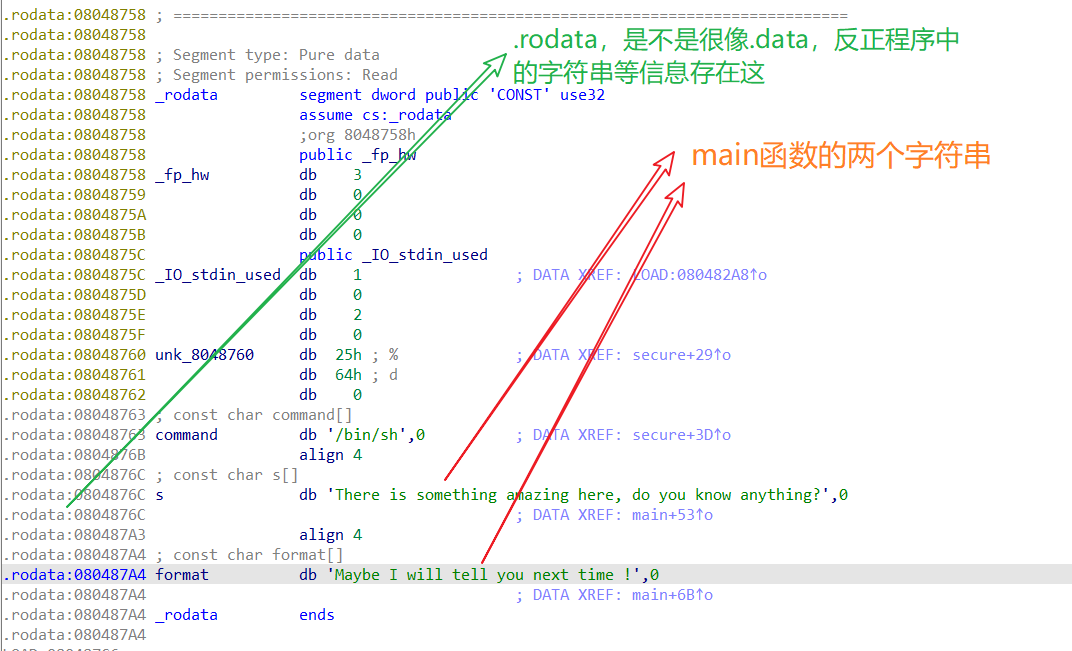 .rodata:08048758 ; ===========================================================================
.rodata:08048758
.rodata:08048758 ; Segment type: Pure data
.rodata:08048758 ; Segment permissions: Read
.rodata:08048758 _rodata segment dword public 'CONST' use32
.rodata:08048758 assume cs:_rodata
.rodata:08048758 ;org 8048758h
.rodata:08048758 public _fp_hw
.rodata:08048758 _fp_hw db 3
.rodata:08048759 db 0
.rodata:0804875A db 0
.rodata:0804875B db 0
.rodata:0804875C public _IO_stdin_used
.rodata:0804875C _IO_stdin_used db 1 ; DATA XREF: LOAD:080482A8↑o
.rodata:0804875D db 0
.rodata:0804875E db 2
.rodata:0804875F db 0
.rodata:08048760 unk_8048760 db 25h ; % ; DATA XREF: secure+29↑o
.rodata:08048761 db 64h ; d
.rodata:08048762 db 0
.rodata:08048763 ; const char command[]
.rodata:08048763 command db '/bin/sh',0 ; DATA XREF: secure+3D↑o
.rodata:0804876B align 4
.rodata:0804876C ; const char s[]
.rodata:0804876C s db 'There is something amazing here, do you know anything?',0
.rodata:0804876C ; DATA XREF: main+53↑o
.rodata:080487A3 align 4
.rodata:080487A4 ; const char format[]
.rodata:080487A4 format db 'Maybe I will tell you next time !',0
.rodata:080487A4 ; DATA XREF: main+6B↑o
.rodata:080487A4 _rodata ends
.rodata:080487A4
.rodata，是不是很像.data，反正程序中
的字符串等信息存在这
main函数的两个字符串